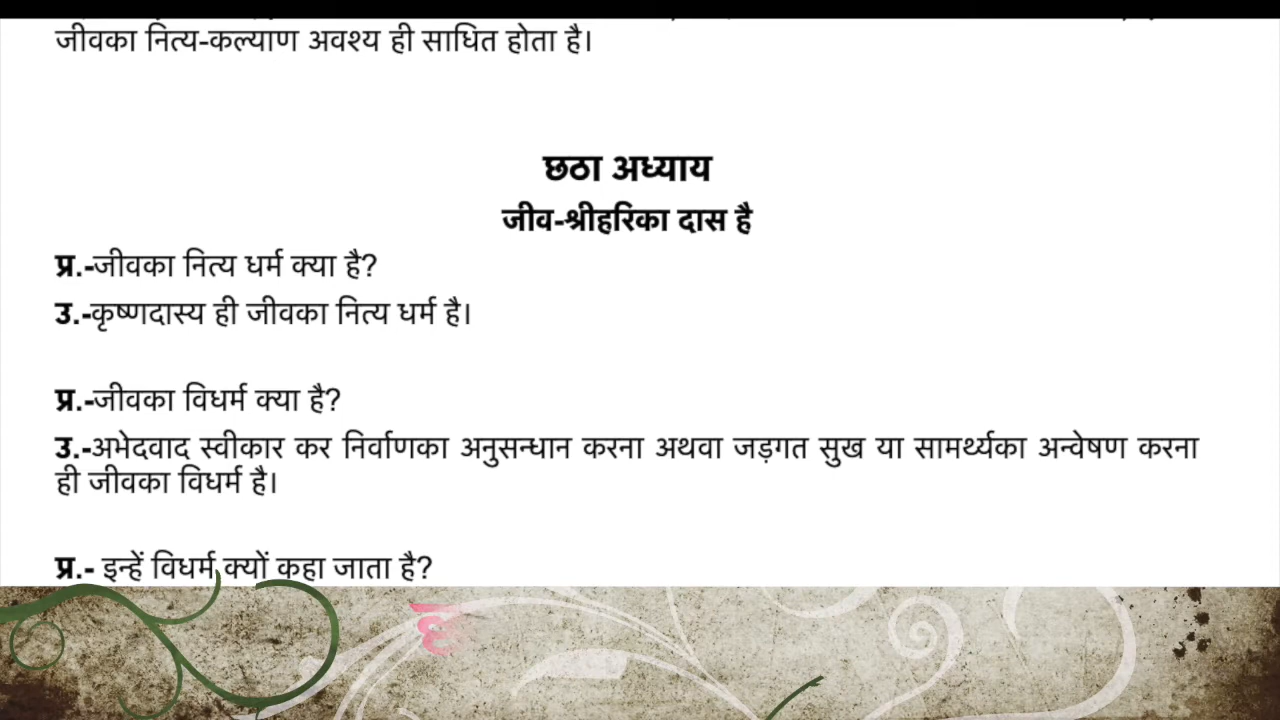 जीवका नित्य-कल्याण अवश्य ही साधित होता है।
छठा अध्याय
जीव-श्रीहरिका दास है
प्र.-जीवका नित्य धर्म क्या है?
उ.-कृष्णदास्य ही जीवका नित्य धर्म है।
प्र.-जीवका विधर्म क्या है?
उ.-अभेदवाद स्वीकार कर निर्वाणका अनुसन्धान करना अथवा जड़गत सुख या सामर्थ्यका अन्वेषण करना
ही जीवका विधर्म है।
प्र.- इन्हें विधर्म क्यों कहा जाता है?
ह